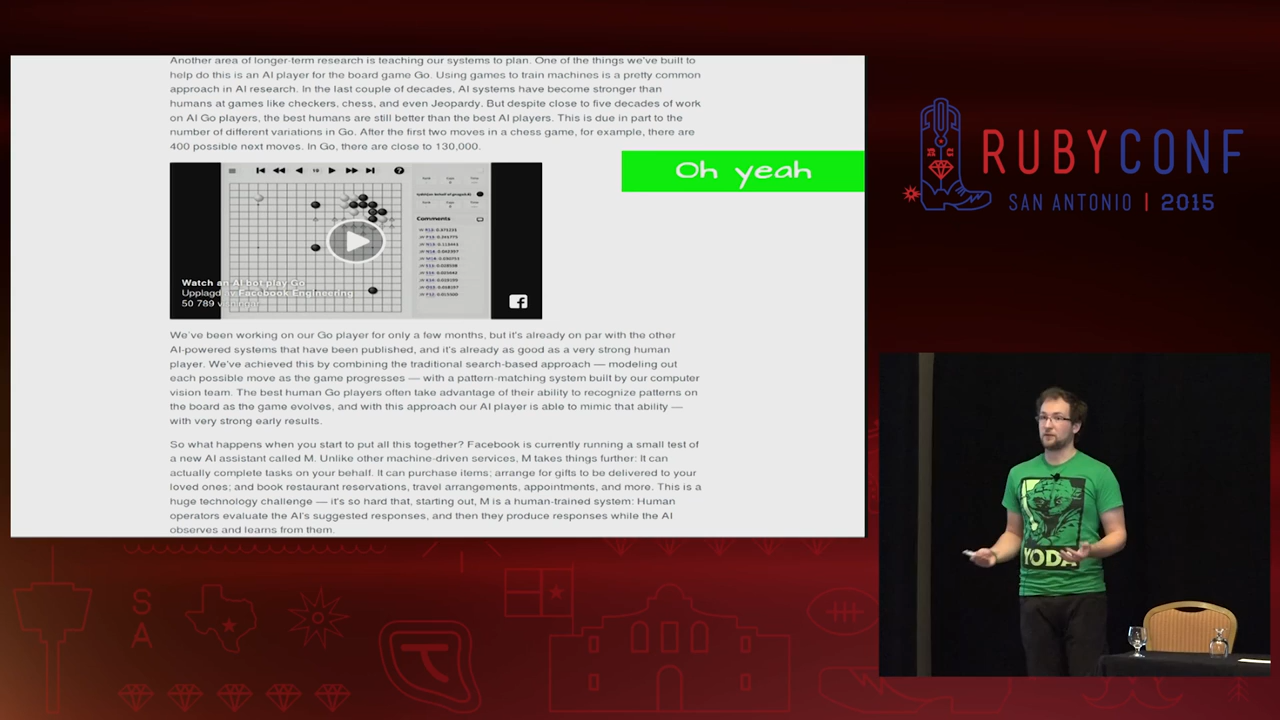 Another area of longer-term research is teaching our systems to plan. One of the things we've built to
help do this is an AI player for the board game Go. Using games to train machines is a pretty common
approach in AI research. In the last couple of decades, AI systems have become stronger than
humans at games like checkers, chess, and even Jeopardy. But despite close to five decades of work
on AI Go players, the best humans are still better than the best AI players. This is due in part to the
number of different variations in Go. After the first two moves in a chess game, for example, there are
400 possible next moves. In Go, there are close to 130,000.
Oh yeah
Comments
Watch an AI bot play Go
Facebook Engineering
50 789
We've been working on our Go player for only a few months, but it's already on par with the other
AI-powered systems that have been published, and it's already as good as a very strong human
player. We've achieved this by combining the traditional search-based approach — modeling out
each possible move as the game progresses — with a pattern-matching system built by our computer
vision team. The best human Go players often take advantage of their ability to recognize patterns on
the board as the game evolves, and with this approach our AI player is able to mimic that ability —
with very strong early results.
So what happens when you start to put all this together? Facebook is currently running a small test of
a new AI assistant called M. Unlike other machine-driven services, M takes things further: It can
actually complete tasks on your behalf. It can purchase items; arrange for gifts to be delivered to your
loved ones; and book restaurant reservations, travel arrangements, appointments, and more. This is a
huge technology challenge — it's so hard that, starting out, M is a human-trained system: Human
operators evaluate the AI's suggested responses, and then they produce responses while the AI
observes and learns from them.
RUBYCONF
SAN ANTONIO | 2015
YODA
S
A